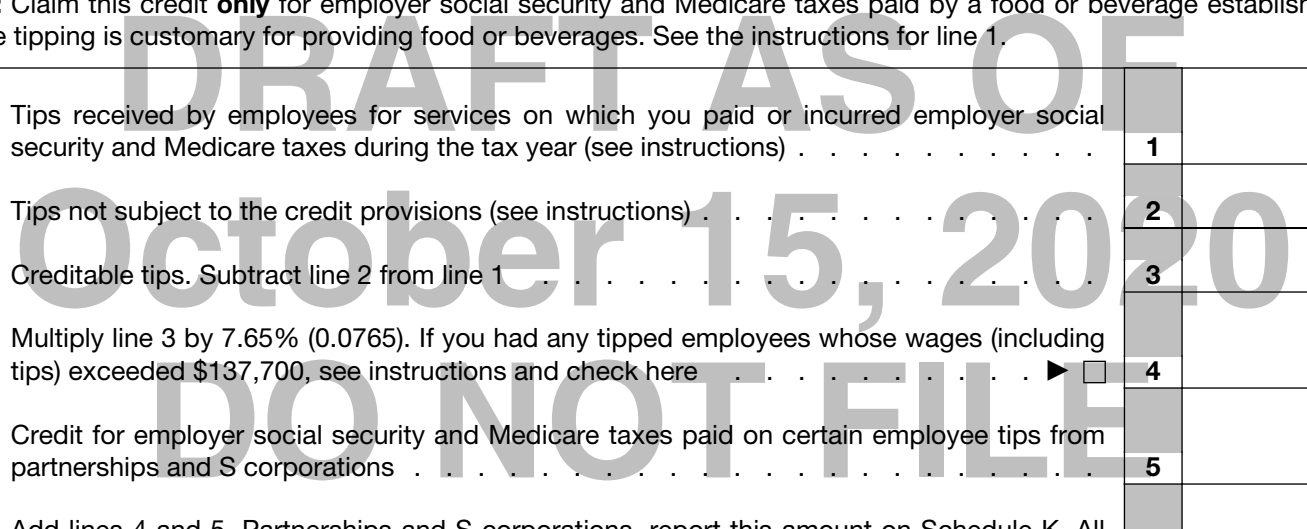 Claim this credit only for employer social security and Medicare taxes paid by a food or beverage
tipping is customary for providing food or beverages. See the instructions for line 1.
DRAFT AS OF
Tips received by employees for services on which you paid or incurred employer social
security and Medicare taxes during the tax year (see instructions) . . . . . . . . . . 1
Tips not subject to the credit provisions (see instructions) . . . . . . . . . . . . . 2
October 15, 2020
Creditable tips. Subtract line 2 from line 1 . . . . . . . . . . . . . . . . . . 3
Multiply line 3 by 7.65% (0.0765). If you had any tipped employees whose wages (including
tips) exceeded $137,700, see instructions and check here . . . . . . . . . . ▶ ☐ 4
DO NOT FILE
Credit for employer social security and Medicare taxes paid on certain employee tips from
partnerships and S corporations . . . . . . . . . . . . . . . . . . . . . . 5
Add lines 4 and 5. Partnerships and S corporations, report this amount on Schedule K. All